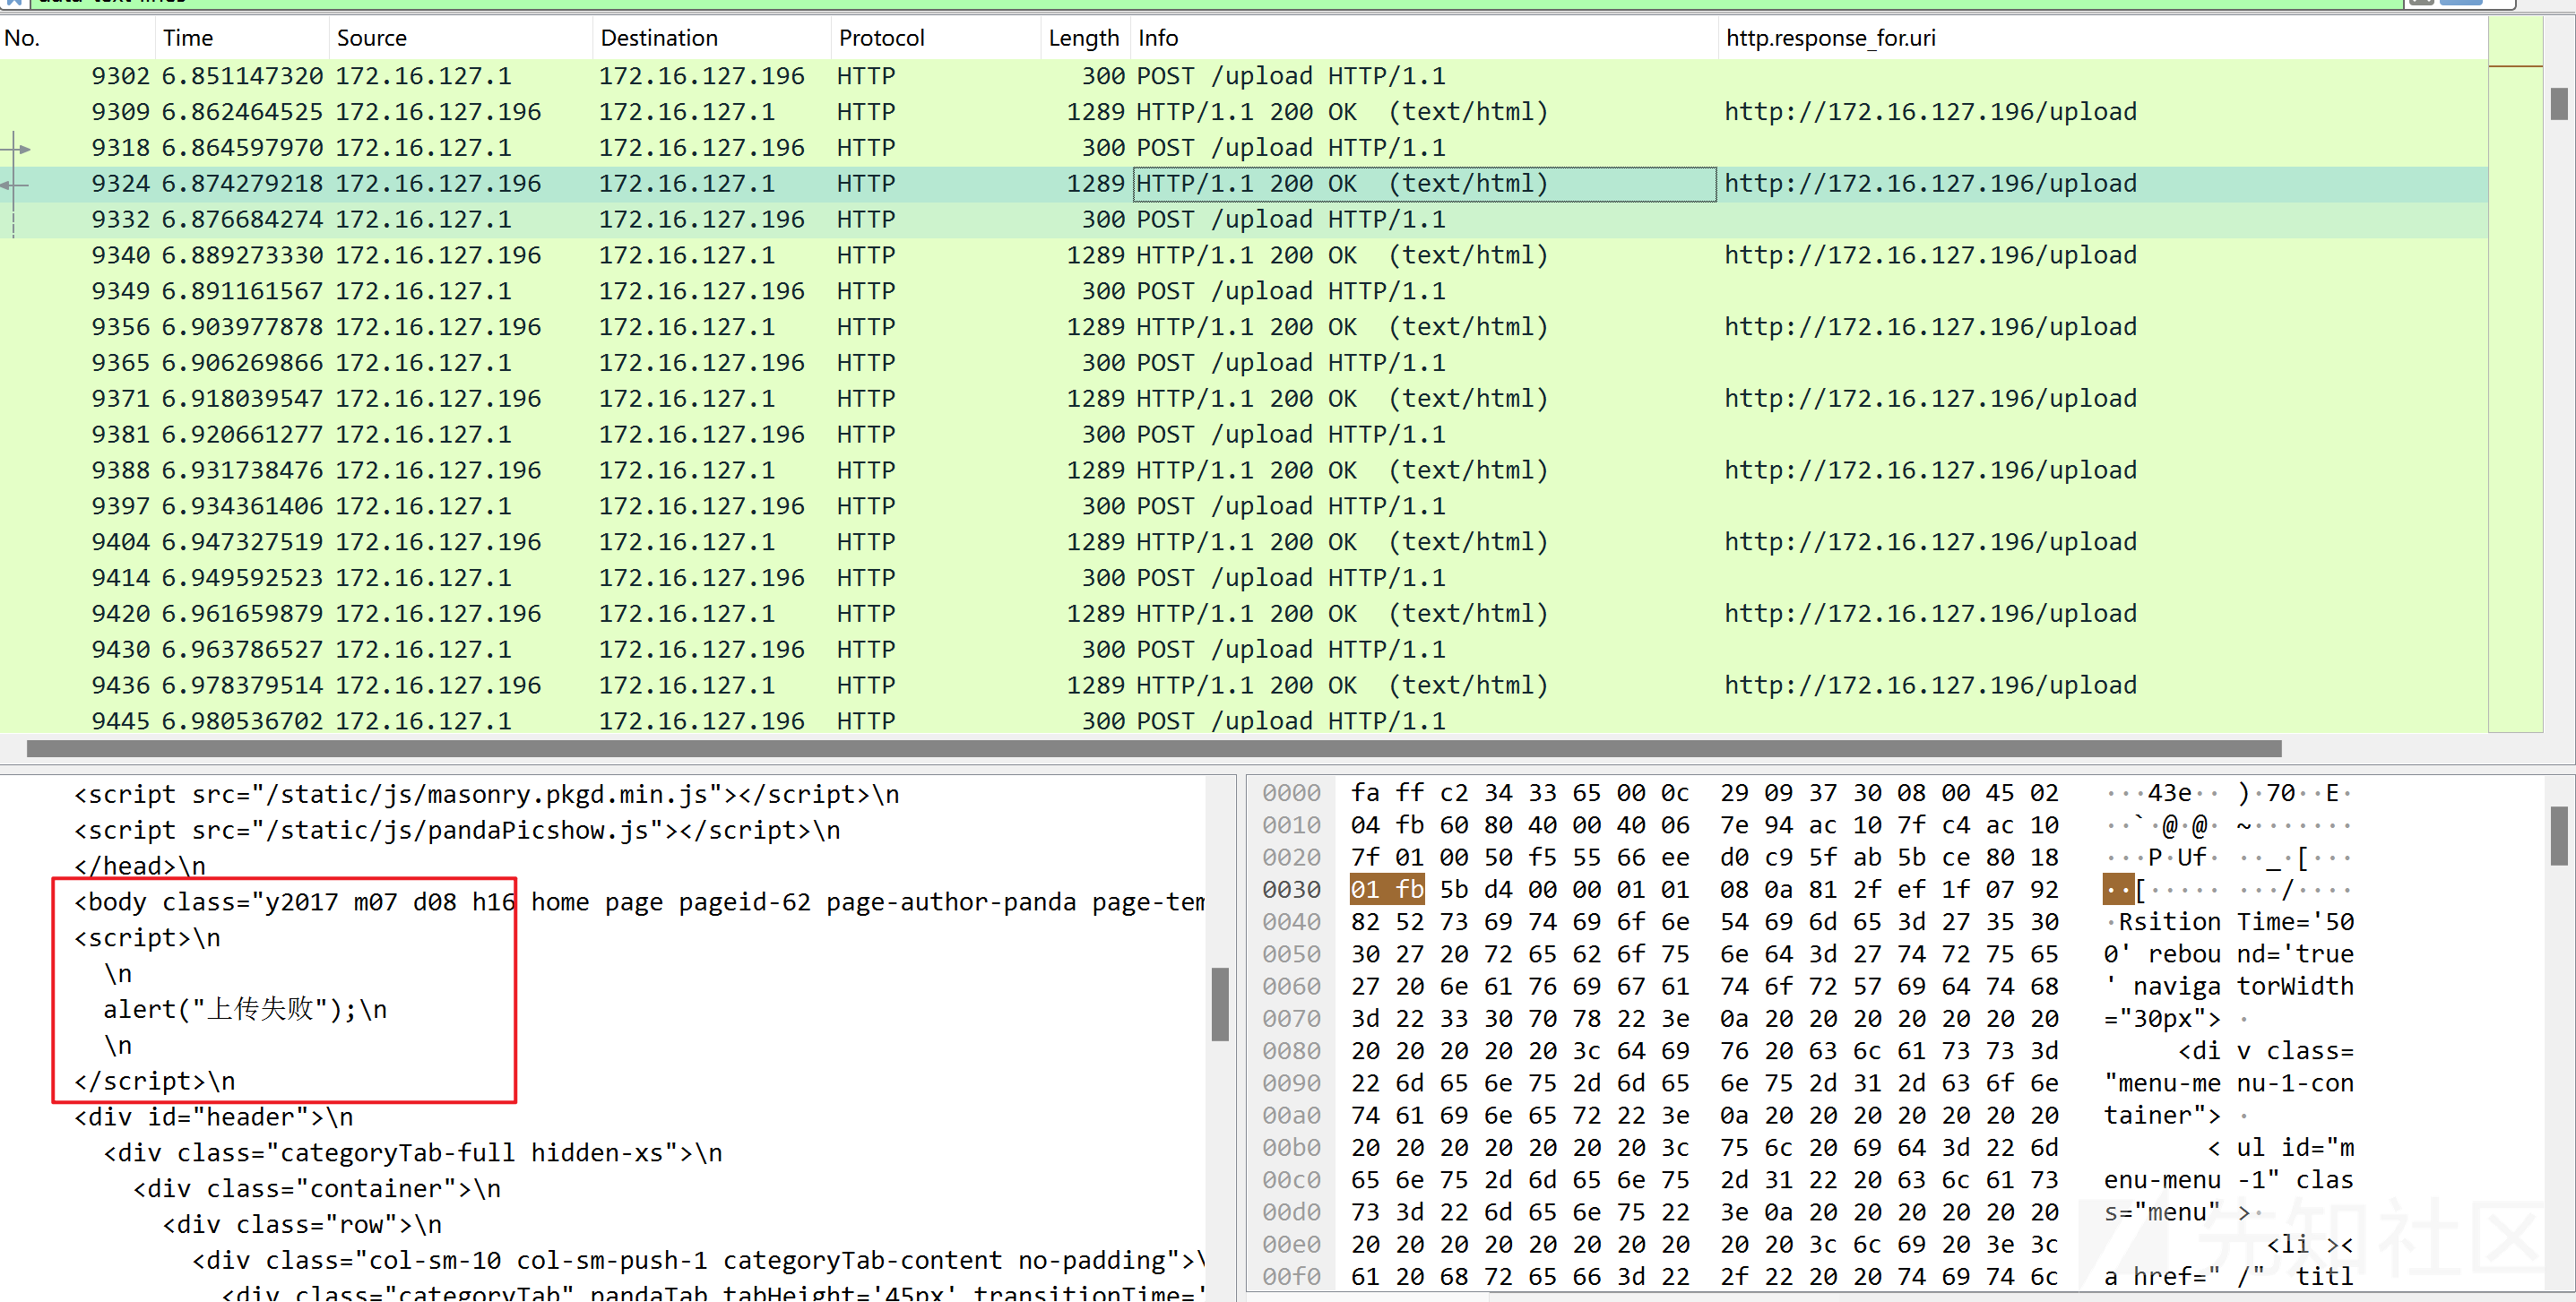 No. Time Source Destination Protocol Length Info http.response_for.uri
9302 6.851147320 172.16.127.1 172.16.127.196 HTTP 300 POST /upload HTTP/1.1
9309 6.862464525 172.16.127.196 172.16.127.1 HTTP 1289 HTTP/1.1 200 OK  (text/html) http://172.16.127.196/upload
9318 6.864597970 172.16.127.1 172.16.127.196 HTTP 300 POST /upload HTTP/1.1
9324 6.874279218 172.16.127.196 172.16.127.1 HTTP 1289 HTTP/1.1 200 OK  (text/html) http://172.16.127.196/upload
9332 6.876684274 172.16.127.1 172.16.127.196 HTTP 300 POST /upload HTTP/1.1
9340 6.889273330 172.16.127.196 172.16.127.1 HTTP 1289 HTTP/1.1 200 OK  (text/html) http://172.16.127.196/upload
9349 6.891161567 172.16.127.1 172.16.127.196 HTTP 300 POST /upload HTTP/1.1
9356 6.903977878 172.16.127.196 172.16.127.1 HTTP 1289 HTTP/1.1 200 OK  (text/html) http://172.16.127.196/upload
9365 6.906269866 172.16.127.1 172.16.127.196 HTTP 300 POST /upload HTTP/1.1
9371 6.918039547 172.16.127.196 172.16.127.1 HTTP 1289 HTTP/1.1 200 OK  (text/html) http://172.16.127.196/upload
9381 6.920661277 172.16.127.1 172.16.127.196 HTTP 300 POST /upload HTTP/1.1
9388 6.931738476 172.16.127.196 172.16.127.1 HTTP 1289 HTTP/1.1 200 OK  (text/html) http://172.16.127.196/upload
9397 6.934361406 172.16.127.1 172.16.127.196 HTTP 300 POST /upload HTTP/1.1
9404 6.947327519 172.16.127.196 172.16.127.1 HTTP 1289 HTTP/1.1 200 OK  (text/html) http://172.16.127.196/upload
9414 6.949592523 172.16.127.1 172.16.127.196 HTTP 300 POST /upload HTTP/1.1
9420 6.961659879 172.16.127.196 172.16.127.1 HTTP 1289 HTTP/1.1 200 OK  (text/html) http://172.16.127.196/upload
9430 6.963786527 172.16.127.1 172.16.127.196 HTTP 300 POST /upload HTTP/1.1
9436 6.978379514 172.16.127.196 172.16.127.1 HTTP 1289 HTTP/1.1 200 OK  (text/html) http://172.16.127.196/upload
9445 6.980536702 172.16.127.1 172.16.127.196 HTTP 300 POST /upload HTTP/1.1
<script src="/static/js/masonry.pkgd.min.js"></script>\n
<script src="/static/js/pandaPicshow.js"></script>\n
</head>\n
<body class="y2017 m07 d08 h16 home page pageid-62 page-author-panda page-tem
<script>\n
\n
alert("上传失败");\n
\n
</script>\n
<div id="header">\n
<div class="categoryTab-full hidden-xs">\n
<div class="container">\n
<div class="row">\n
<div class="col-sm-10 col-sm-push-1 categoryTab-content no-padding">\
<div class="categoryTab" pandaTab tabHeight='45px' transitionTime='
0000 fa ff c2 34 33 65 00 0c 29 09 37 30 08 00 45 02 ···43e·· )·70··E·
0010 04 fb 60 80 40 00 40 06 7e 94 ac 10 7f c4 ac 10 ··`·@·@· ~·······
0020 7f 01 00 50 f5 55 66 ee d0 c9 5f ab 5b ce 80 18 ···P·Uf· ··_·[···
0030 01 fb 5b d4 00 00 01 01 08 0a 81 2f ef 1f 07 92 ··[····· ···/····
0040 82 52 73 69 74 69 6f 6e 54 69 6d 65 3d 27 35 30 ·Rsition Time='50
0050 30 27 20 72 65 62 6f 75 6e 64 3d 27 74 72 75 65 0' rebou nd='true
0060 27 20 6e 61 76 69 67 61 74 6f 72 57 69 64 74 68 ' naviga torWidth
0070 3d 22 33 30 70 78 22 3e 0a 20 20 20 20 20 20 20 ="30px"> ·
0080 20 20 20 20 20 3c 64 69 76 20 63 6c 61 73 73 3d <di v class=
0090 22 6d 65 6e 75 2d 6d 65 6e 75 2d 31 2d 63 6f 6e "menu-me nu-1-con
00a0 74 61 69 6e 65 72 22 3e 0a 20 20 20 20 20 20 20 tainer"> ·
00b0 20 20 20 20 20 20 20 3c 75 6c 20 69 64 3d 22 6d < ul id="m
00c0 65 6e 75 2d 6d 65 6e 75 2d 31 22 20 63 6c 61 73 enu-menu -1" clas
00d0 73 3d 22 6d 65 6e 75 22 3e 0a 20 20 20 20 20 20 s="menu" >·
00e0 20 20 20 20 20 20 20 20 20 20 3c 6c 69 20 3e 3c <li ><
00f0 61 20 68 72 65 66 3d 22 2f 22 20 20 74 69 74 6c a href=" /"  titl
先知社区